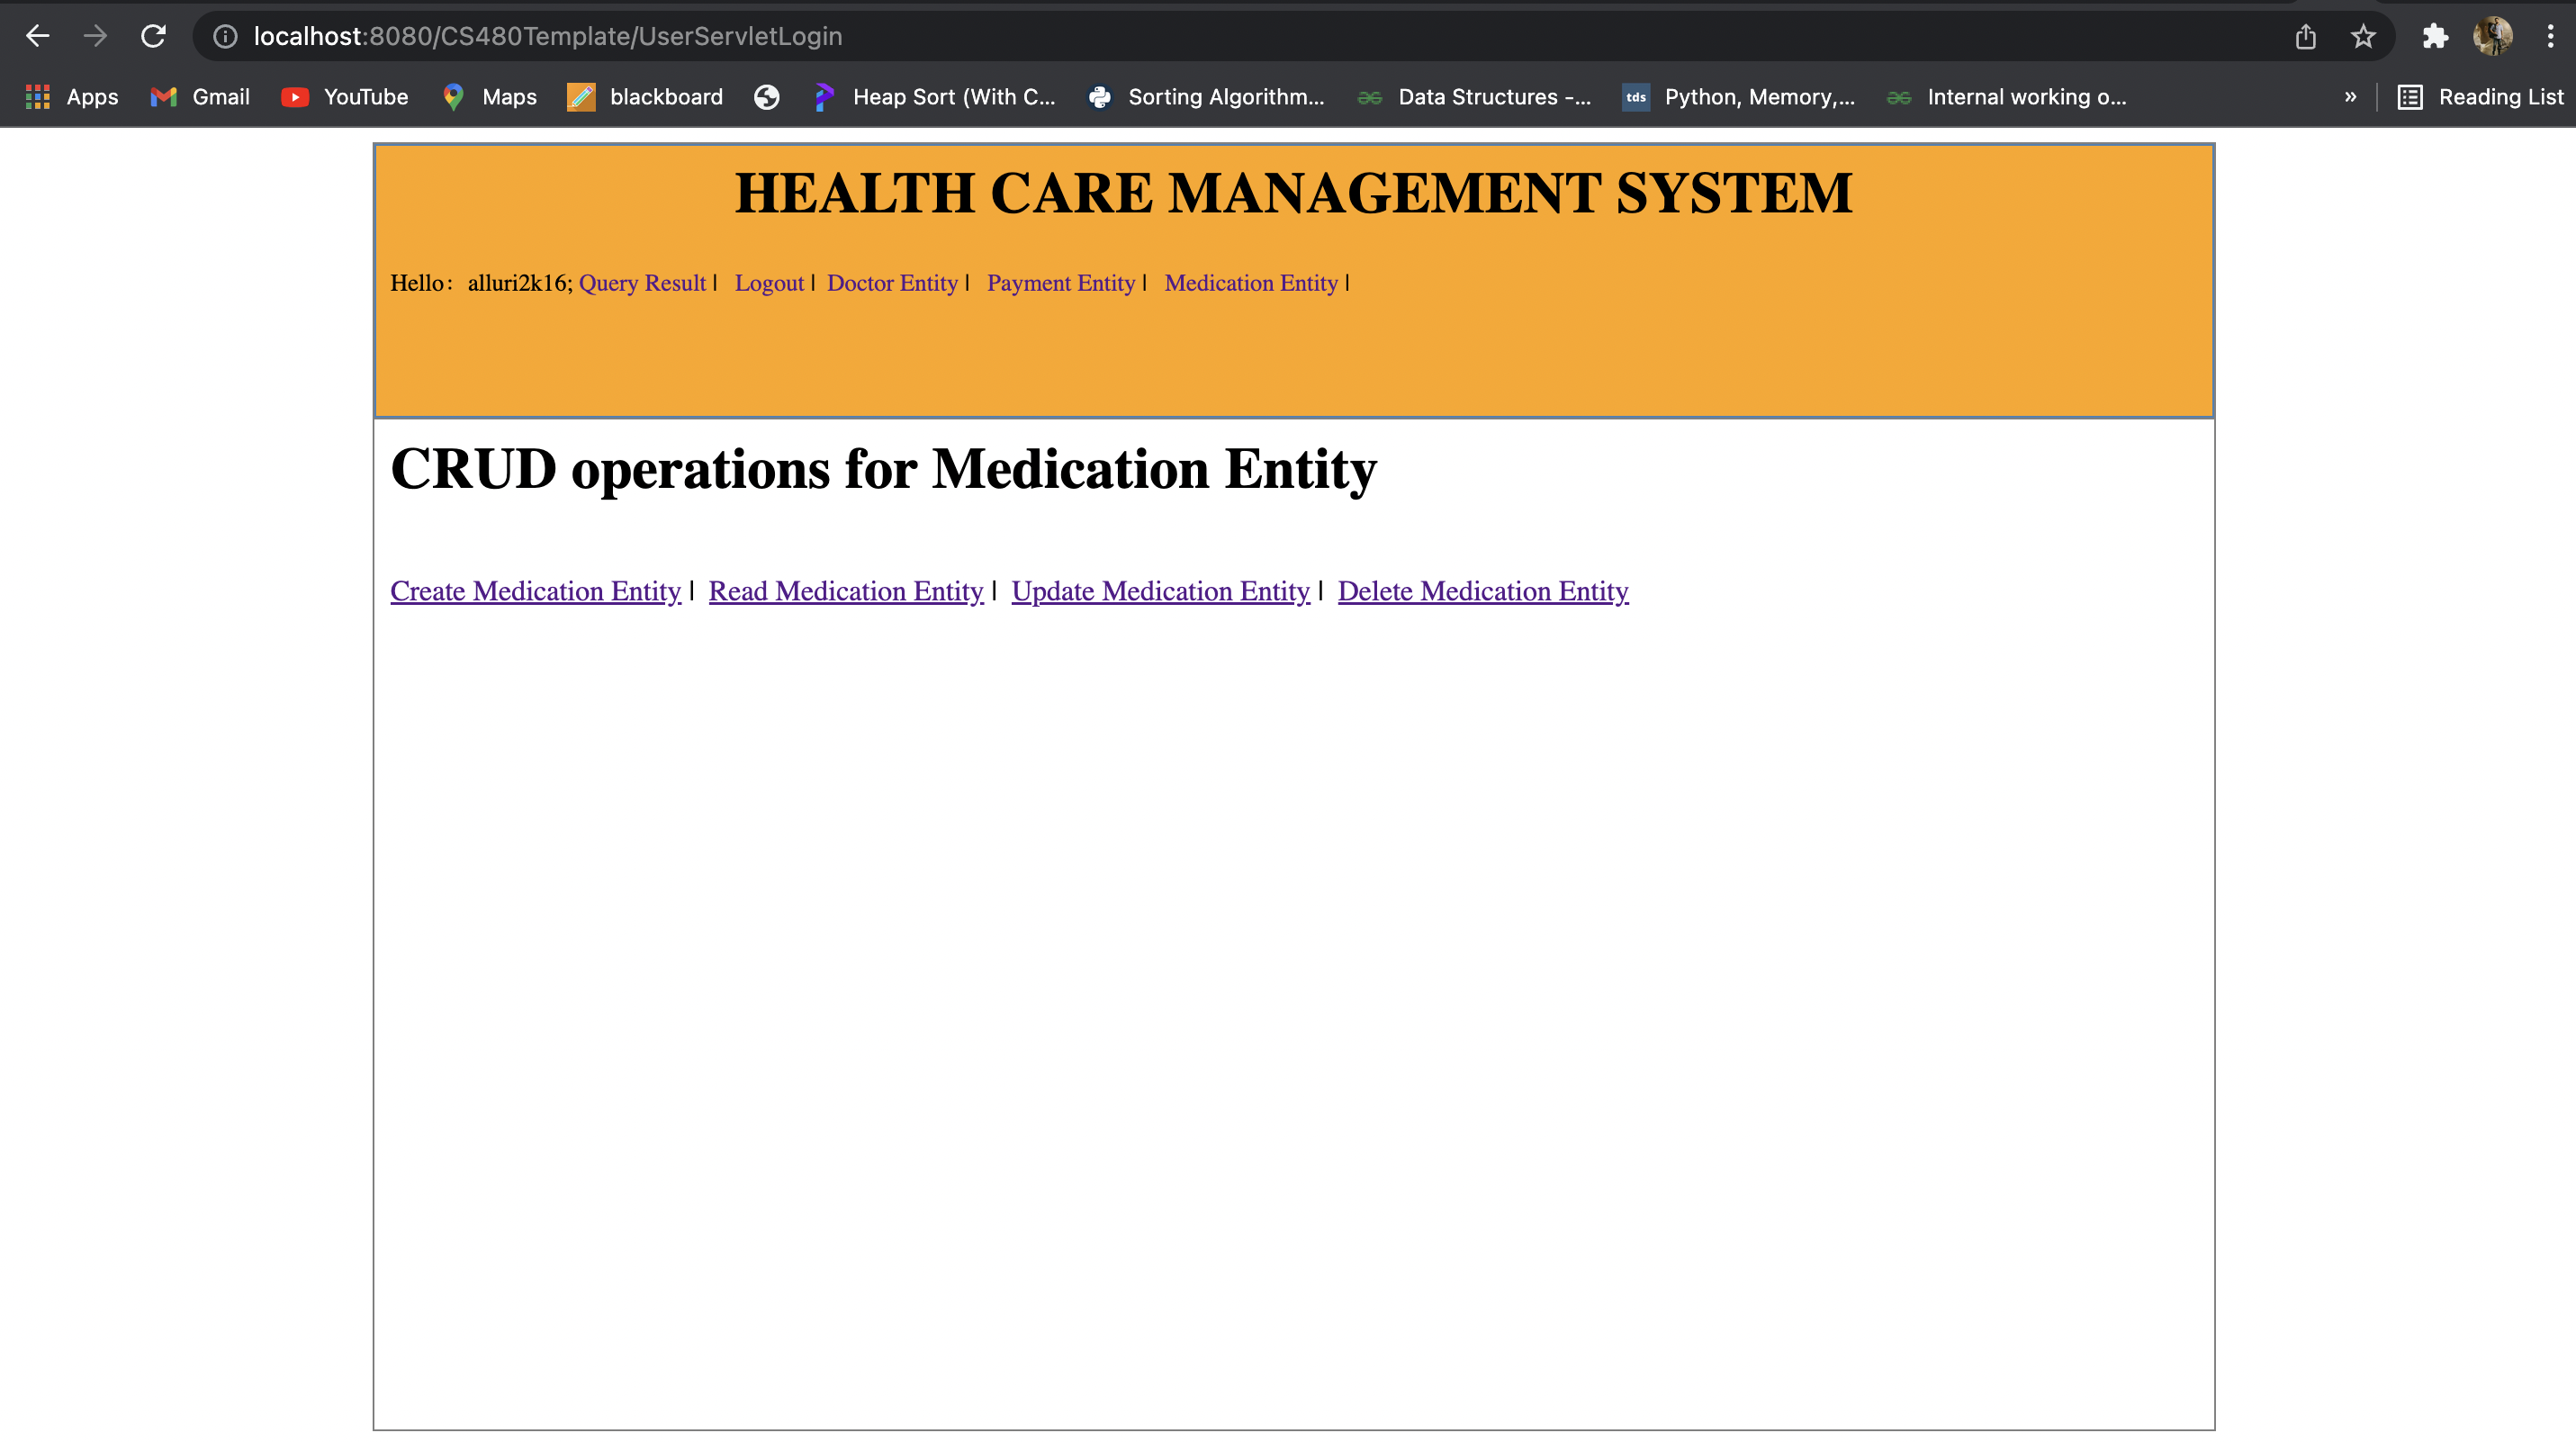 localhost:8080/CS480Template/UserServletLogin
Apps Gmail YouTube Maps blackboard Heap Sort (With C... Sorting Algorithm... Data Structures -... tds Python, Memory,... Internal working o... » Reading List
HEALTH CARE MANAGEMENT SYSTEM
Hello: alluri2k16; Query Result | Logout | Doctor Entity | Payment Entity | Medication Entity |
CRUD operations for Medication Entity
Create Medication Entity | Read Medication Entity | Update Medication Entity | Delete Medication Entity